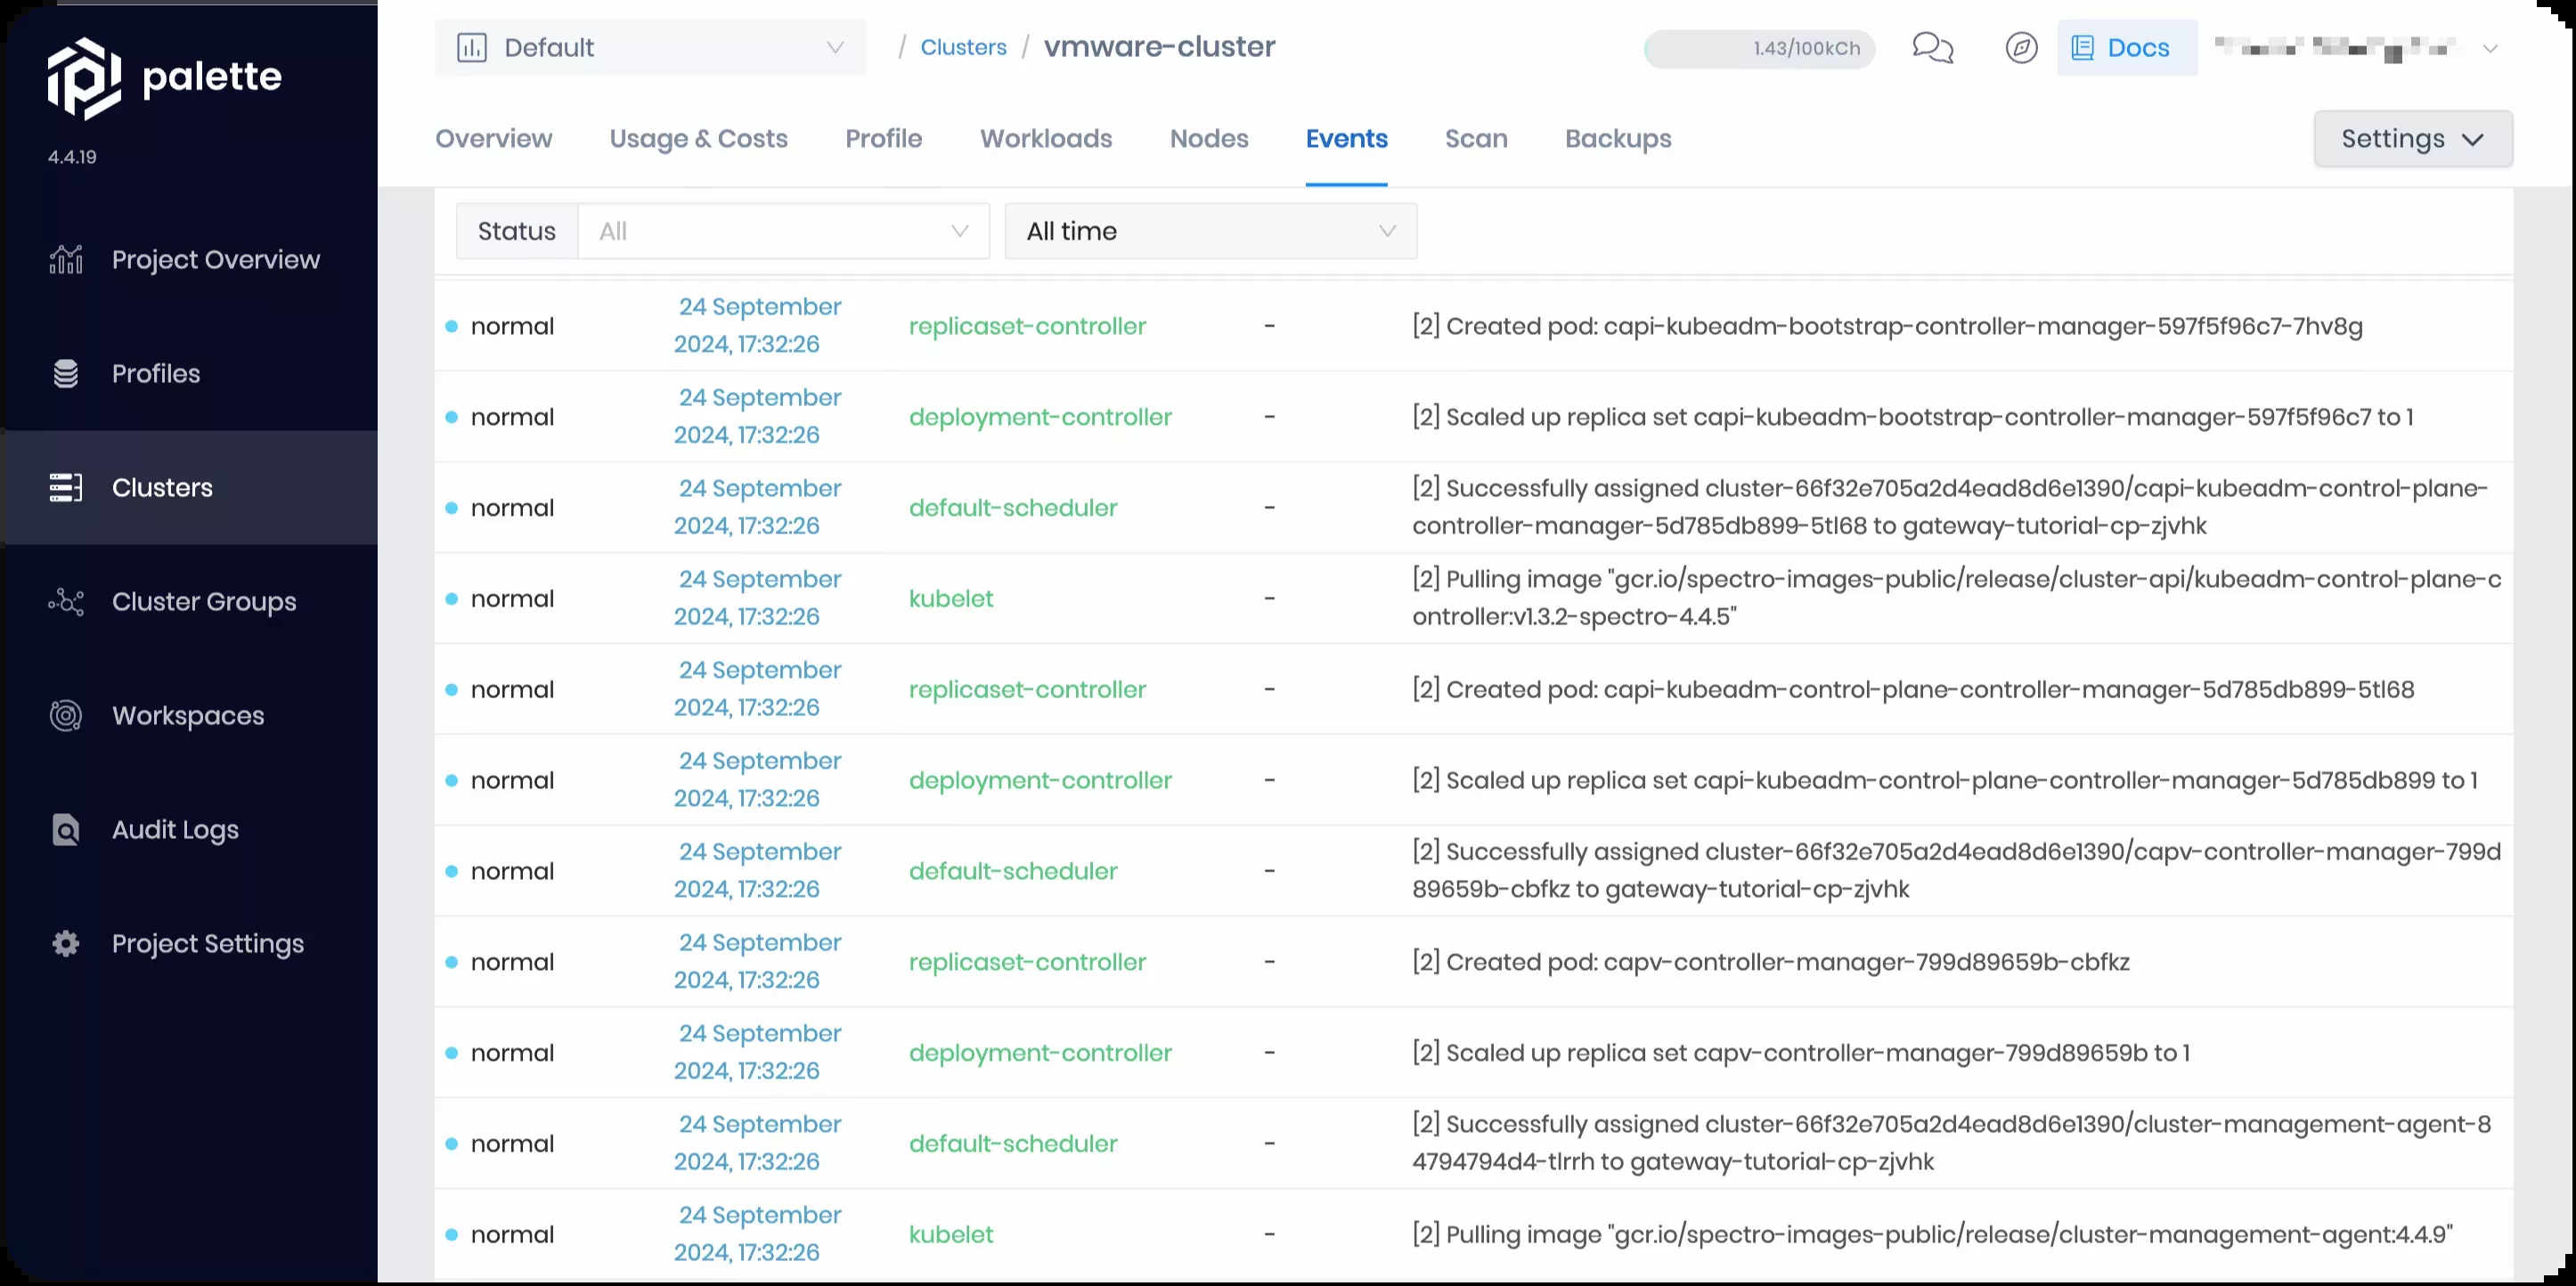 palette
4.4.19
Project Overview
Profiles
Clusters
Cluster Groups
Workspaces
Audit Logs
Project Settings
Default
/ Clusters / vmware-cluster
1.43/100kCh
Docs
Overview
Usage & Costs
Profile
Workloads
Nodes
Events
Scan
Backups
Settings
Status
All
All time
normal
24 September
2024, 17:32:26
replicaset-controller
-
[2] Created pod: capi-kubeadm-bootstrap-controller-manager-597f5f96c7-7hv8g
normal
24 September
2024, 17:32:26
deployment-controller
-
[2] Scaled up replica set capi-kubeadm-bootstrap-controller-manager-597f5f96c7 to 1
normal
24 September
2024, 17:32:26
default-scheduler
-
[2] Successfully assigned cluster-66f32e705a2d4ead8d6e1390/capi-kubeadm-control-plane-
controller-manager-5d785db899-5tl68 to gateway-tutorial-cp-zjvhk
normal
24 September
2024, 17:32:26
kubelet
-
[2] Pulling image "gcr.io/spectro-images-public/release/cluster-api/kubeadm-control-plane-c
ontroller:v1.3.2-spectro-4.4.5"
normal
24 September
2024, 17:32:26
replicaset-controller
-
[2] Created pod: capi-kubeadm-control-plane-controller-manager-5d785db899-5tl68
normal
24 September
2024, 17:32:26
deployment-controller
-
[2] Scaled up replica set capi-kubeadm-control-plane-controller-manager-5d785db899 to 1
normal
24 September
2024, 17:32:26
default-scheduler
-
[2] Successfully assigned cluster-66f32e705a2d4ead8d6e1390/capv-controller-manager-799d
89659b-cbfkz to gateway-tutorial-cp-zjvhk
normal
24 September
2024, 17:32:26
replicaset-controller
-
[2] Created pod: capv-controller-manager-799d89659b-cbfkz
normal
24 September
2024, 17:32:26
deployment-controller
-
[2] Scaled up replica set capv-controller-manager-799d89659b to 1
normal
24 September
2024, 17:32:26
default-scheduler
-
[2] Successfully assigned cluster-66f32e705a2d4ead8d6e1390/cluster-management-agent-8
4794794d4-tlrrh to gateway-tutorial-cp-zjvhk
normal
24 September
2024, 17:32:26
kubelet
-
[2] Pulling image "gcr.io/spectro-images-public/release/cluster-management-agent:4.4.9"